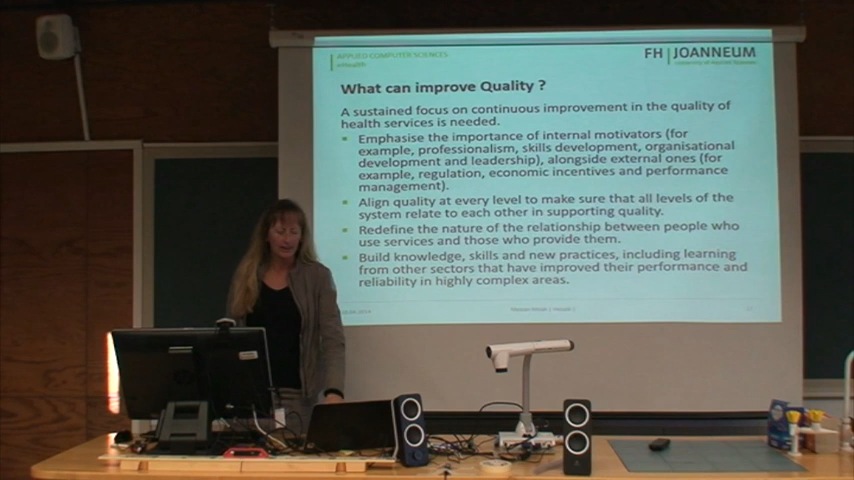 APPLIED COMPUTER SCIENCES
eHealth
FH JOANNEUM
University of Applied Sciences
What can improve Quality ?
A sustained focus on continuous improvement in the quality of
health services is needed.
Emphasise the importance of internal motivators (for
example, professionalism, skills development, organisational
development and leadership), alongside external ones (for
example, regulation, economic incentives and performance
management).
Align quality at every level to make sure that all levels of the
system relate to each other in supporting quality.
Redefine the nature of the relationship between people who
use services and those who provide them.
Build knowledge, skills and new practices, including learning
from other sectors that have improved their performance and
reliability in highly complex areas.